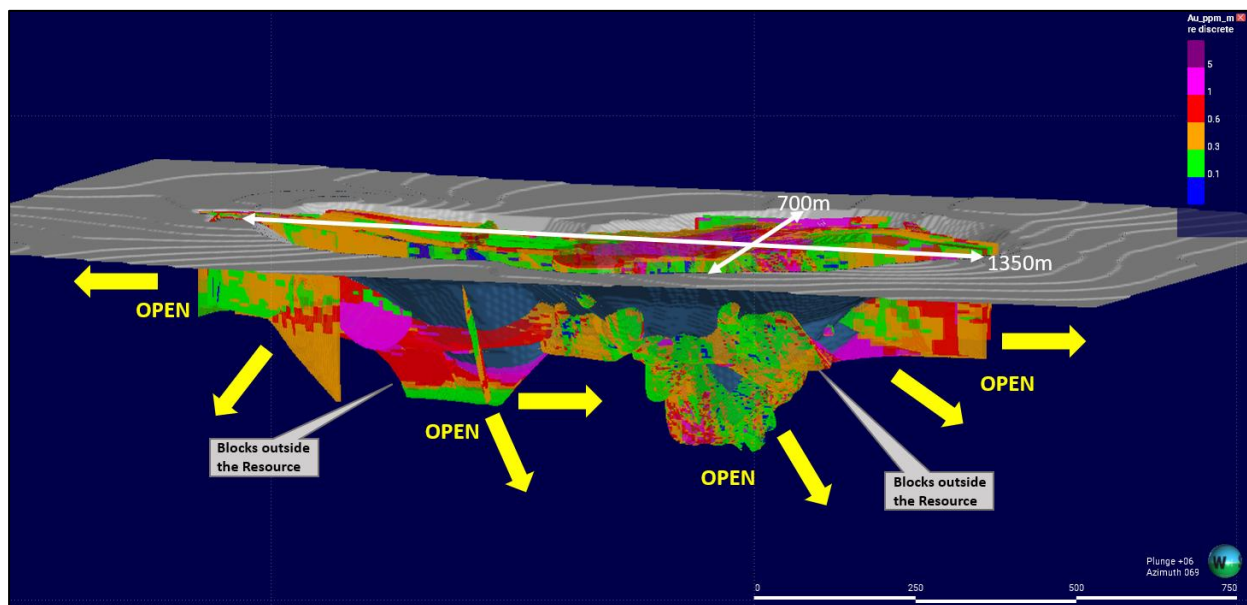 Au_ppm_m
re discrete
5
1
0.6
0.3
0.1
700m
1350m
OPEN
OPEN
OPEN
OPEN
Blocks outside
the Resource
Blocks outside
the Resource
Plunge +06
Azimuth 069
W
0
250
500
750